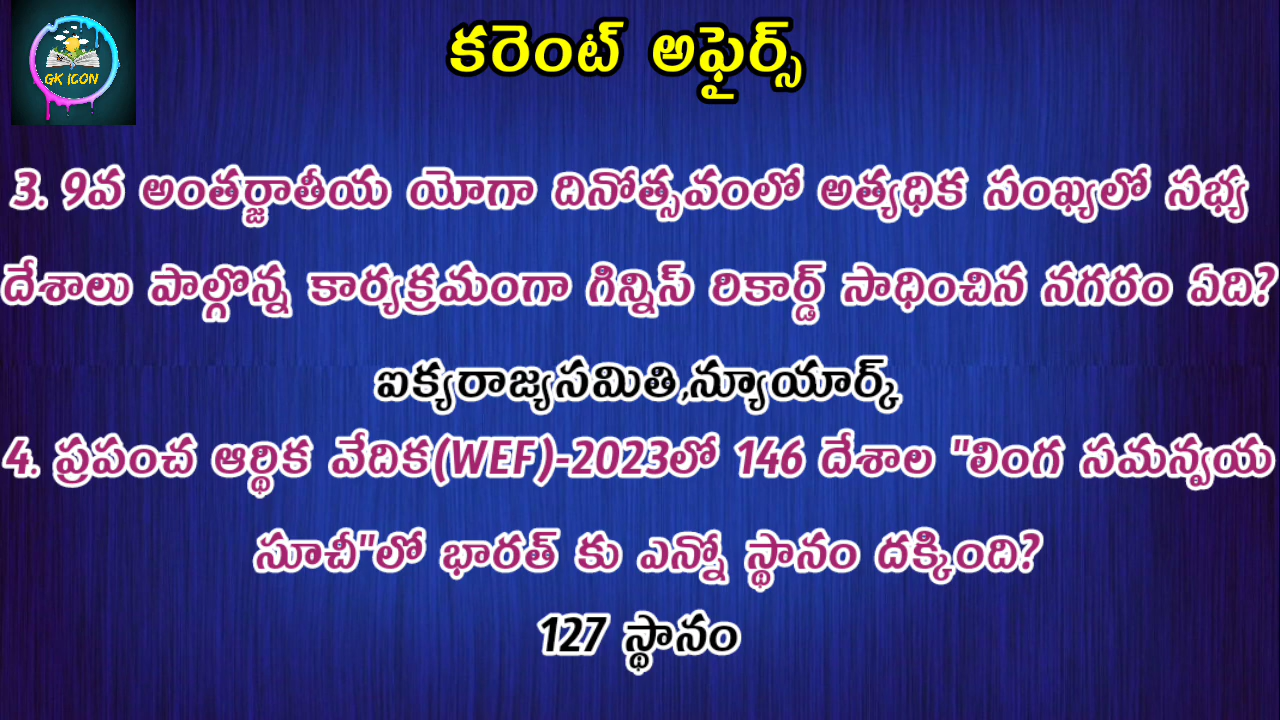 GK ICON
కరెంట్ అఫైర్స్
3. 9వ అంతర్జాతీయ యోగా దినోత్సవంలో అత్యధిక సంఖ్యలో సభ్య
దేశాలు పాల్గొన్న కార్యక్రమంగా గిన్నిస్ రికార్డ్ సాధించిన నగరం ఏది?
ఐక్యరాజ్యసమితి,న్యూయార్క్
4. ప్రపంచ ఆర్థిక వేదిక(WEF)-2023లో 146 దేశాల "లింగ సమన్వయ
సూచీ"లో భారత్ కు ఎన్నో స్థానం దక్కింది?
127 స్థానం